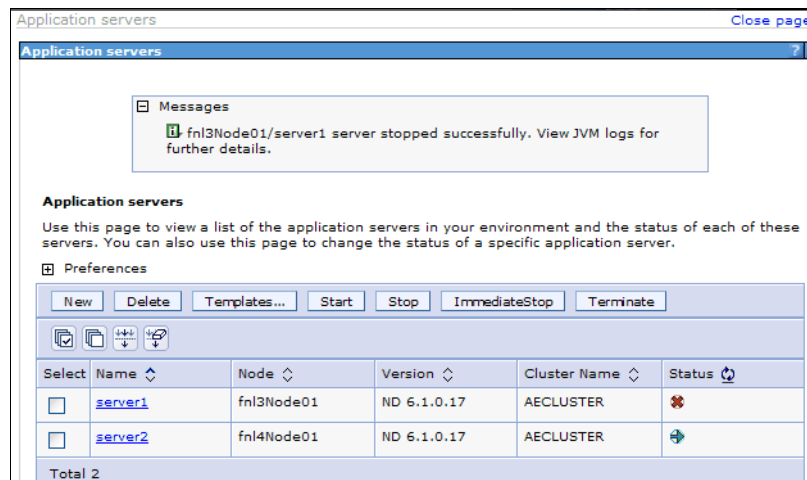 Application servers Close page
Application servers ?
Messages
fnl3Node01/server1 server stopped successfully. View JVM logs for
further details.
Application servers
Use this page to view a list of the application servers in your environment and the status of each of these
servers. You can also use this page to change the status of a specific application server.
Preferences
New Delete Templates... Start Stop ImmediateStop Terminate
Select Name Node Version Cluster Name Status
server1 fnl3Node01 ND 6.1.0.17 AECLUSTER
server2 fnl4Node01 ND 6.1.0.17 AECLUSTER
Total 2